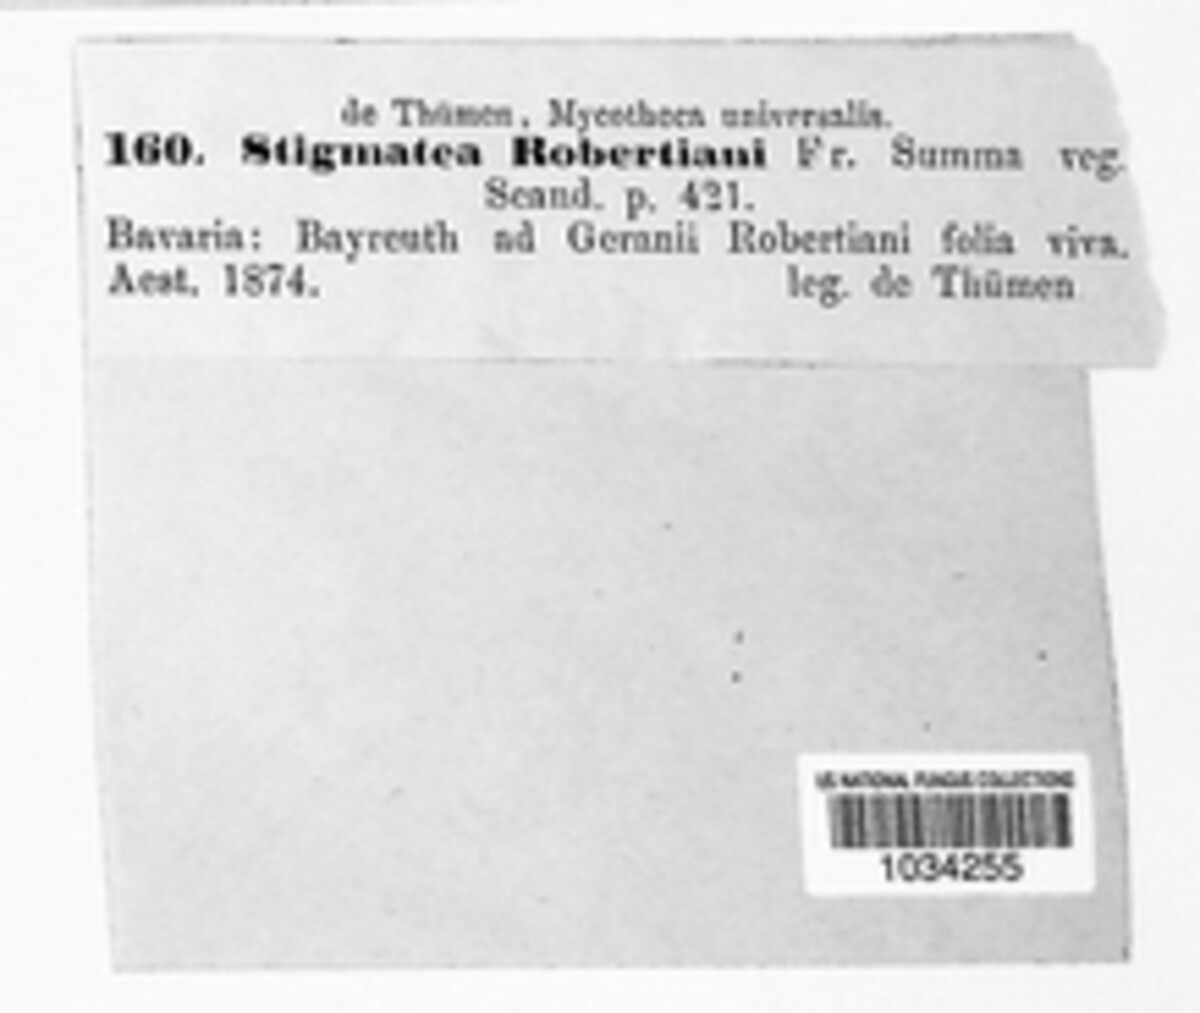 de Thümen, Mycotheca universalis.
160. Stigmatea Robertiani Fr. Summa veg.
Scand. p. 421.
Bavaria: Bayreuth ad Geranii Robertiani folia viva.
Aest. 1874. leg. de Thümen
US NATIONAL FUNGUS COLLECTIONS
1034255